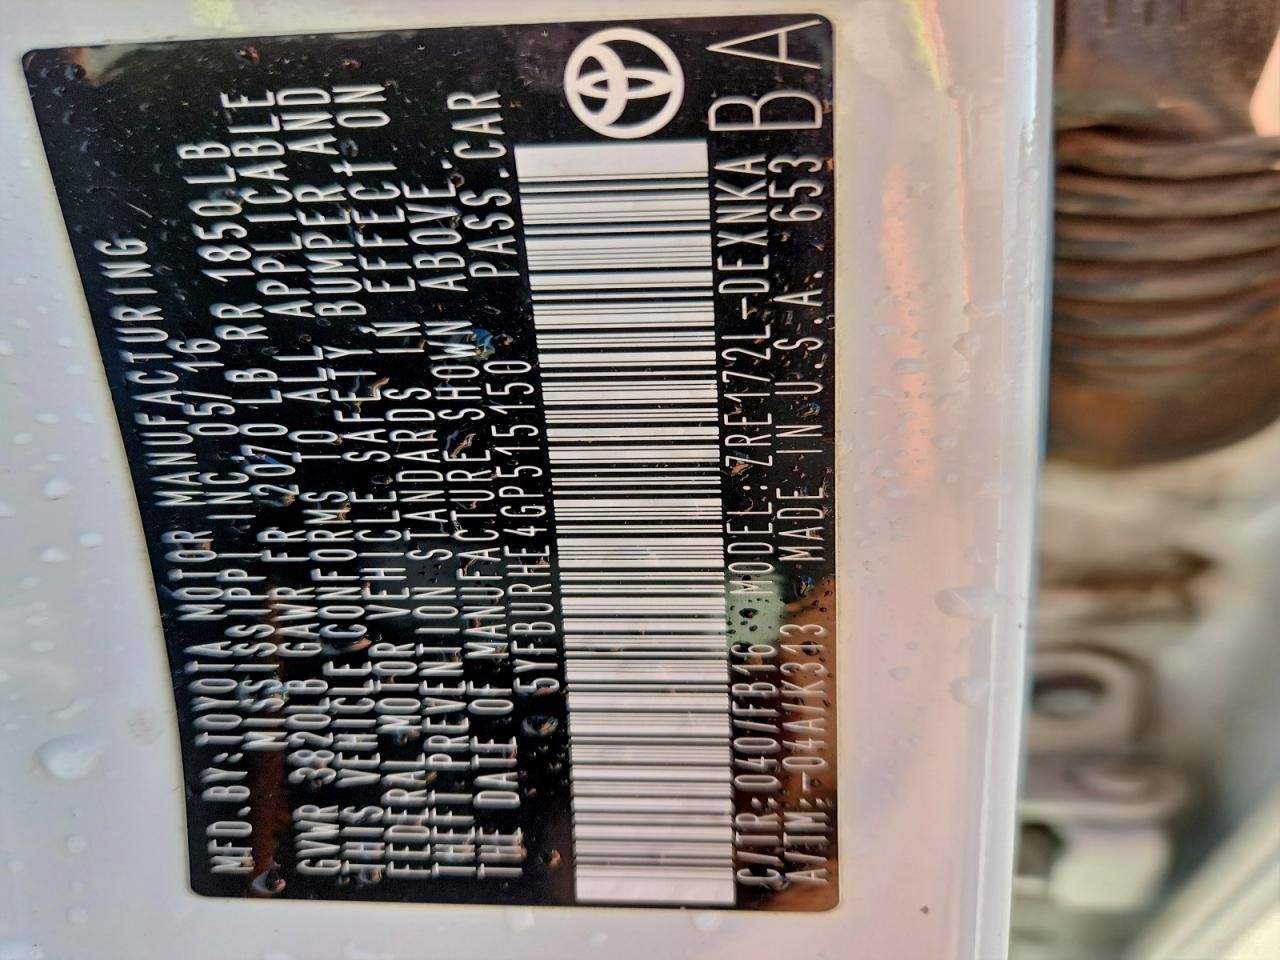 MFD.BY:TOYOTA MOTOR MANUFACTURING
MISSISSIPPI INC. 05/16
GVWR 3820LB GAWR FR 2070 LB RR 1850LB
THIS VEHICLE CONFORMS TO ALL APPLICABLE
FEDERAL MOTOR VEHICLE SAFETY BUMPER AND
THEFT PREVENTION STANDARDS IN EFFECT ON
THE DATE OF MANUFACTURE SHOWN ABOVE.
5YFBURHE4GP515150 PASS.CAR
C/TR:040/FB16 MODEL:ZRE172L-DEXNKA BA
A/TM:-04A/K313 MADE IN U.S.A. 653